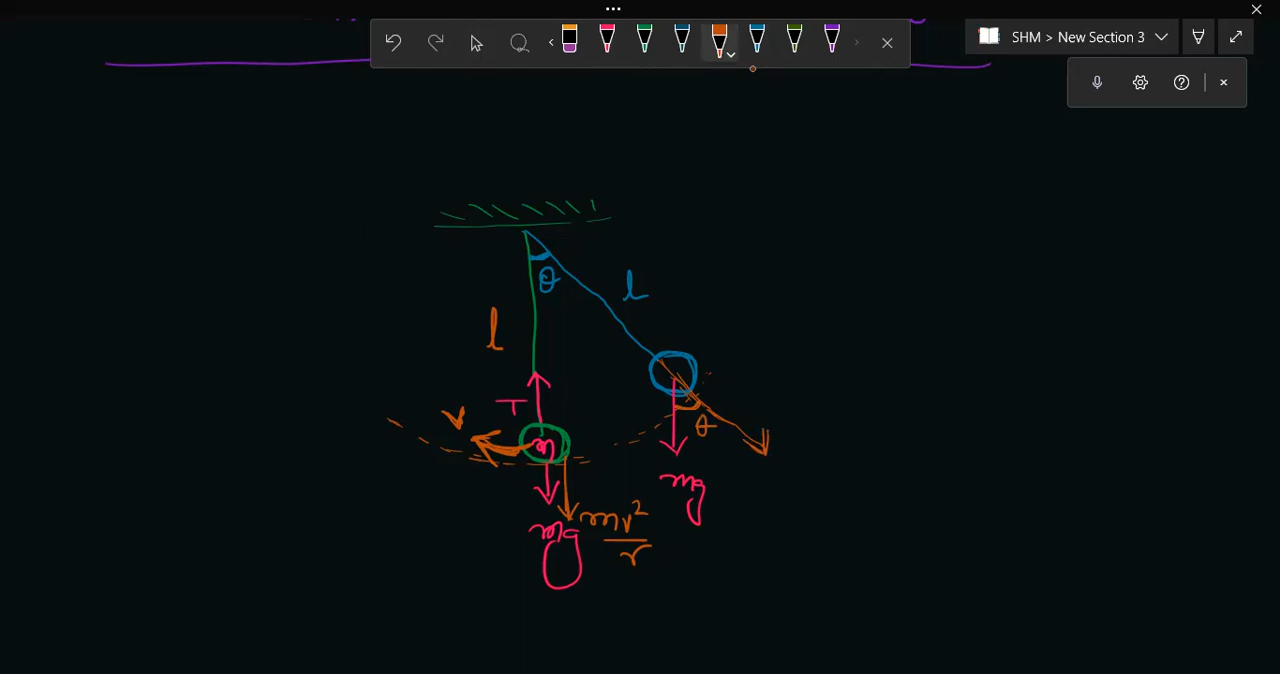 SHM > New Section 3
θ
l
l
T
v
m
θ
mg
mg
mv²
r